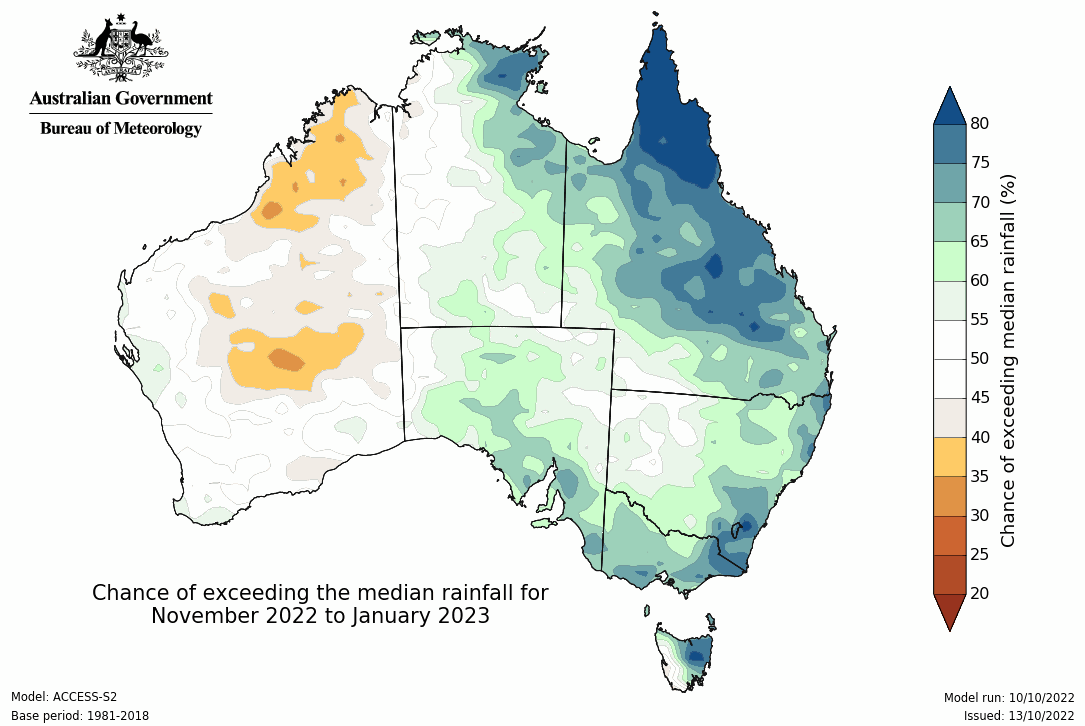 Australian Government
Bureau of Meteorology
80
75
70
65
60
55
50
45
40
35
30
25
20
Chance of exceeding median rainfall (%)
Chance of exceeding the median rainfall for
November 2022 to January 2023
Model: ACCESS-S2
Base period: 1981-2018
Model run: 10/10/2022
Issued: 13/10/2022